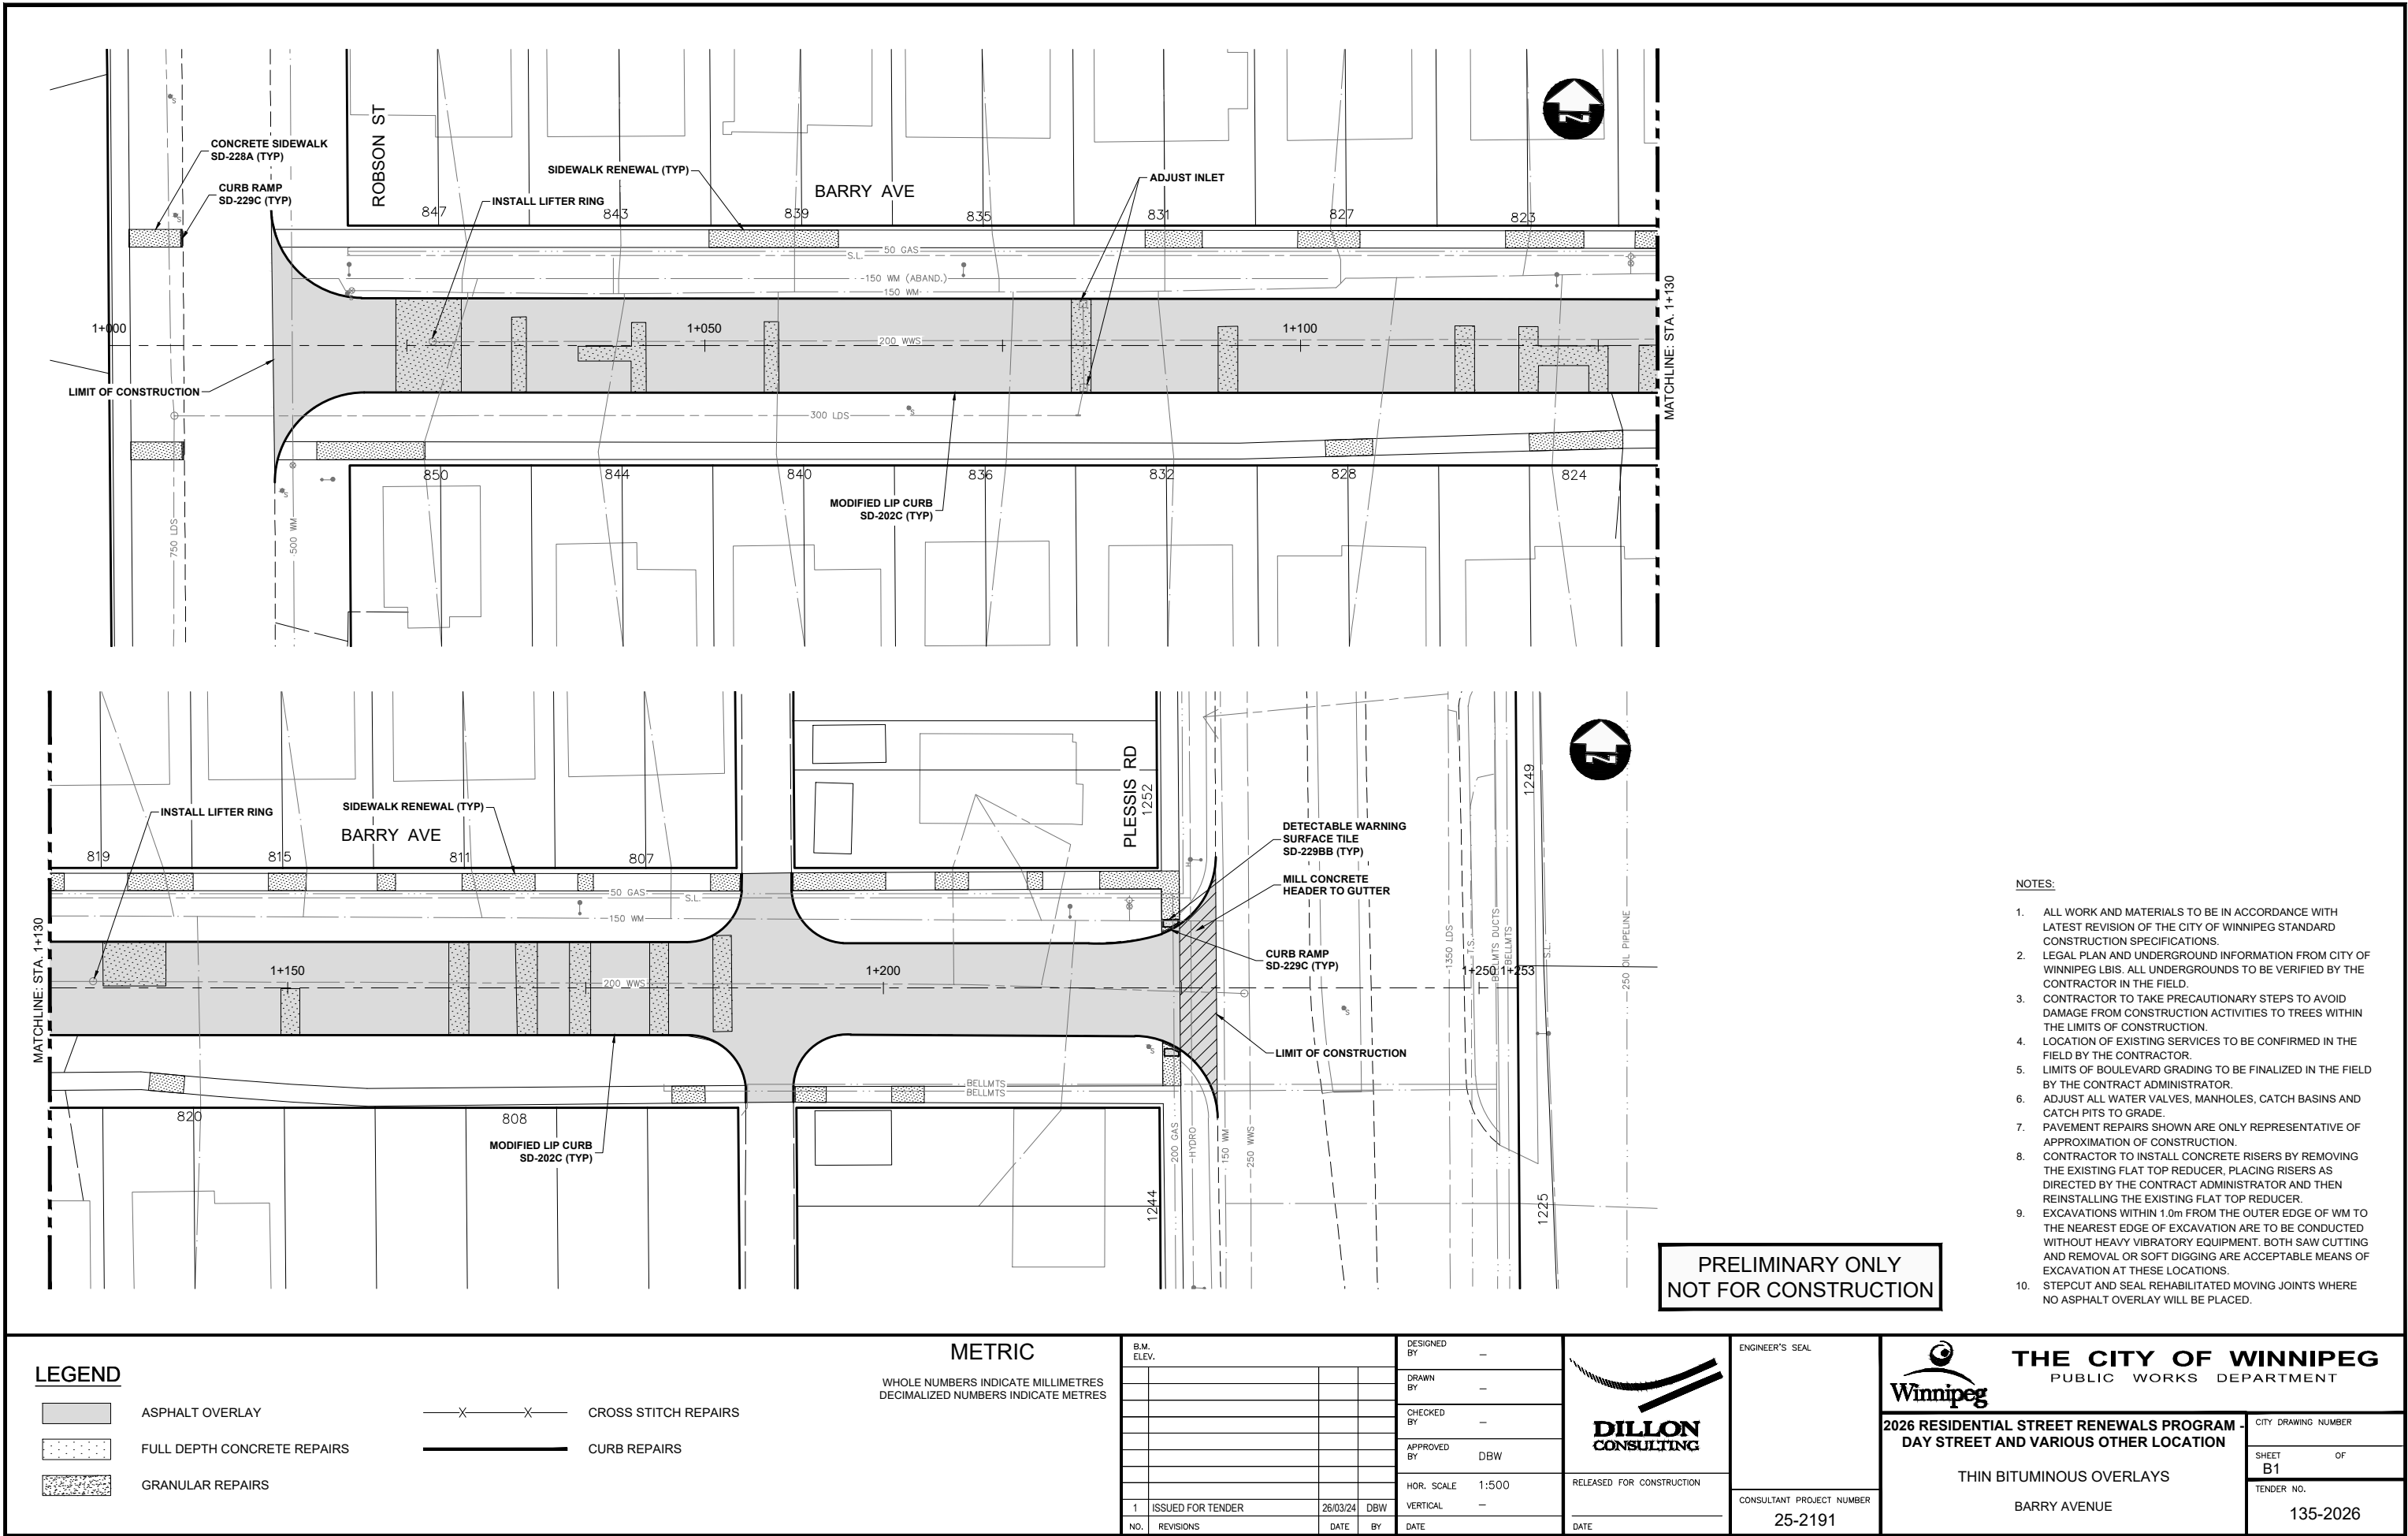 ROBSON ST
CONCRETE SIDEWALK
SD-228A (TYP)
CURB RAMP
SD-229C (TYP)
SIDEWALK RENEWAL (TYP)
BARRY AVE
ADJUST INLET
INSTALL LIFTER RING
847
843
839
835
831
827
823
50 GAS
S.L.
150 WM (ABAND.)
150 WM
1+000
1+050
1+100
200 WWS
LIMIT OF CONSTRUCTION
300 LDS
MATCHLINE: STA. 1+130
850
844
840
836
832
828
824
MODIFIED LIP CURB
SD-202C (TYP)
750 LDS
500 WM
N
S
S
S
S
INSTALL LIFTER RING
SIDEWALK RENEWAL (TYP)
BARRY AVE
819
815
811
807
50 GAS
S.L.
150 WM
PLESSIS RD
1252
1249
N
DETECTABLE WARNING
SURFACE TILE
SD-229BB (TYP)
MILL CONCRETE
HEADER TO GUTTER
CURB RAMP
SD-229C (TYP)
MATCHLINE: STA. 1+130
1+150
1+200
1+250
1+253
200 WWS
LIMIT OF CONSTRUCTION
1350 LDS
T.S.
BELLMTS DUCTS
BELLMTS
S.L.
250 OIL PIPELINE
BELLMTS
BELLMTS
820
808
MODIFIED LIP CURB
SD-202C (TYP)
1244
200 GAS
HYDRO
150 WM
250 WWS
1225
S
S
PRELIMINARY ONLY
NOT FOR CONSTRUCTION
NOTES:
1. ALL WORK AND MATERIALS TO BE IN ACCORDANCE WITH
LATEST REVISION OF THE CITY OF WINNIPEG STANDARD
CONSTRUCTION SPECIFICATIONS.
2. LEGAL PLAN AND UNDERGROUND INFORMATION FROM CITY OF
WINNIPEG LBIS. ALL UNDERGROUNDS TO BE VERIFIED BY THE
CONTRACTOR IN THE FIELD.
3. CONTRACTOR TO TAKE PRECAUTIONARY STEPS TO AVOID
DAMAGE FROM CONSTRUCTION ACTIVITIES TO TREES WITHIN
THE LIMITS OF CONSTRUCTION.
4. LOCATION OF EXISTING SERVICES TO BE CONFIRMED IN THE
FIELD BY THE CONTRACTOR.
5. LIMITS OF BOULEVARD GRADING TO BE FINALIZED IN THE FIELD
BY THE CONTRACT ADMINISTRATOR.
6. ADJUST ALL WATER VALVES, MANHOLES, CATCH BASINS AND
CATCH PITS TO GRADE.
7. PAVEMENT REPAIRS SHOWN ARE ONLY REPRESENTATIVE OF
APPROXIMATION OF CONSTRUCTION.
8. CONTRACTOR TO INSTALL CONCRETE RISERS BY REMOVING
THE EXISTING FLAT TOP REDUCER, PLACING RISERS AS
DIRECTED BY THE CONTRACT ADMINISTRATOR AND THEN
REINSTALLING THE EXISTING FLAT TOP REDUCER.
9. EXCAVATIONS WITHIN 1.0m FROM THE OUTER EDGE OF WM TO
THE NEAREST EDGE OF EXCAVATION ARE TO BE CONDUCTED
WITHOUT HEAVY VIBRATORY EQUIPMENT. BOTH SAW CUTTING
AND REMOVAL OR SOFT DIGGING ARE ACCEPTABLE MEANS OF
EXCAVATION AT THESE LOCATIONS.
10. STEPCUT AND SEAL REHABILITATED MOVING JOINTS WHERE
NO ASPHALT OVERLAY WILL BE PLACED.
LEGEND
ASPHALT OVERLAY
FULL DEPTH CONCRETE REPAIRS
GRANULAR REPAIRS
X X CROSS STITCH REPAIRS
CURB REPAIRS
METRIC
WHOLE NUMBERS INDICATE MILLIMETRES
DECIMALIZED NUMBERS INDICATE METRES
B.M.
ELEV.
1 ISSUED FOR TENDER 26/03/24 DBW
NO. REVISIONS DATE BY
DESIGNED
BY –
DRAWN
BY –
CHECKED
BY –
APPROVED
BY DBW
HOR. SCALE 1:500
VERTICAL –
DATE
DILLON
CONSULTING
RELEASED FOR CONSTRUCTION
DATE
ENGINEER'S SEAL
CONSULTANT PROJECT NUMBER
25-2191
Winnipeg
THE CITY OF WINNIPEG
PUBLIC WORKS DEPARTMENT
2026 RESIDENTIAL STREET RENEWALS PROGRAM -
DAY STREET AND VARIOUS OTHER LOCATION
THIN BITUMINOUS OVERLAYS
BARRY AVENUE
CITY DRAWING NUMBER
SHEET OF
B1
TENDER NO.
135-2026